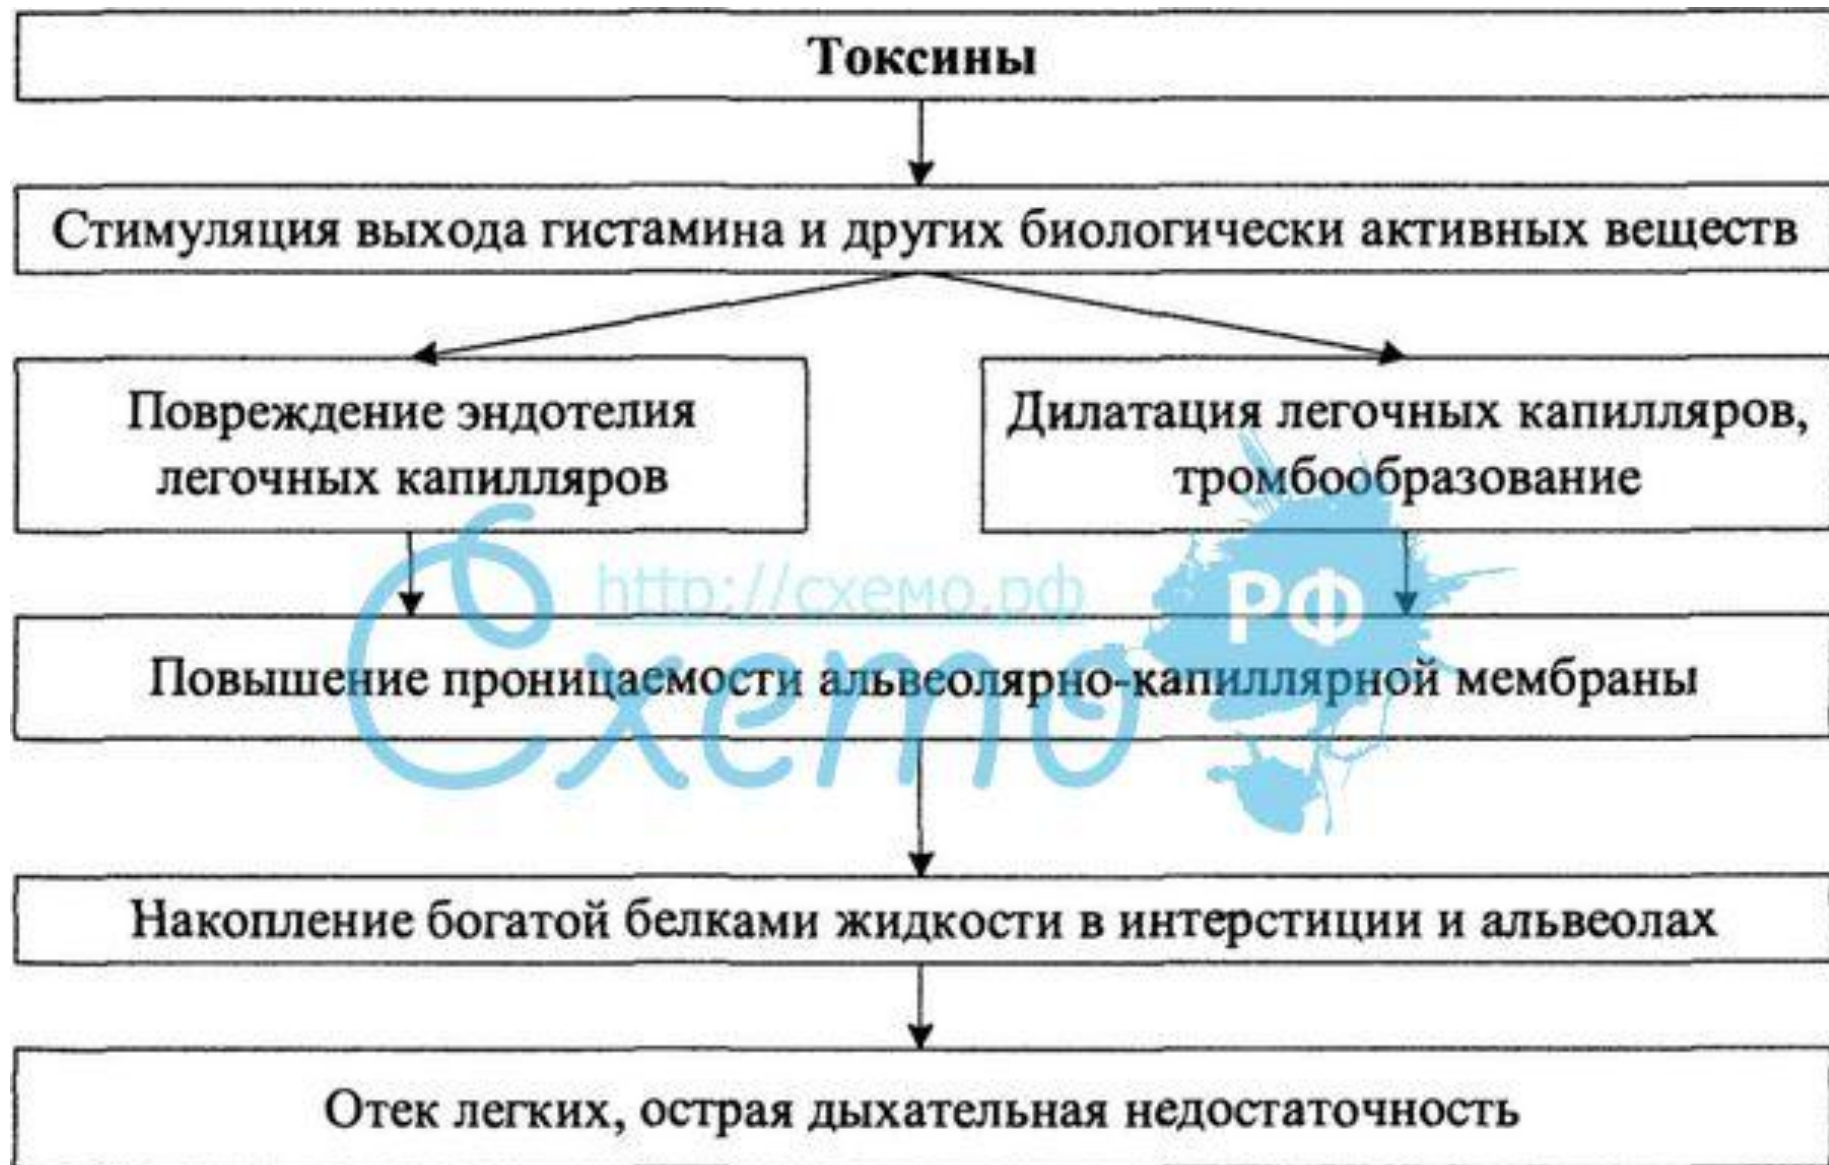 Токсины
Стимуляция выхода гистамина и других биологически активных веществ
Повреждение эндотелия
легочных капилляров
Дилатация легочных капилляров,
тромбообразование
http://схемо.рф
РФ
Схемо
Повышение проницаемости альвеолярно-капиллярной мембраны
Накопление богатой белками жидкости в интерстиции и альвеолах
Отек легких, острая дыхательная недостаточность